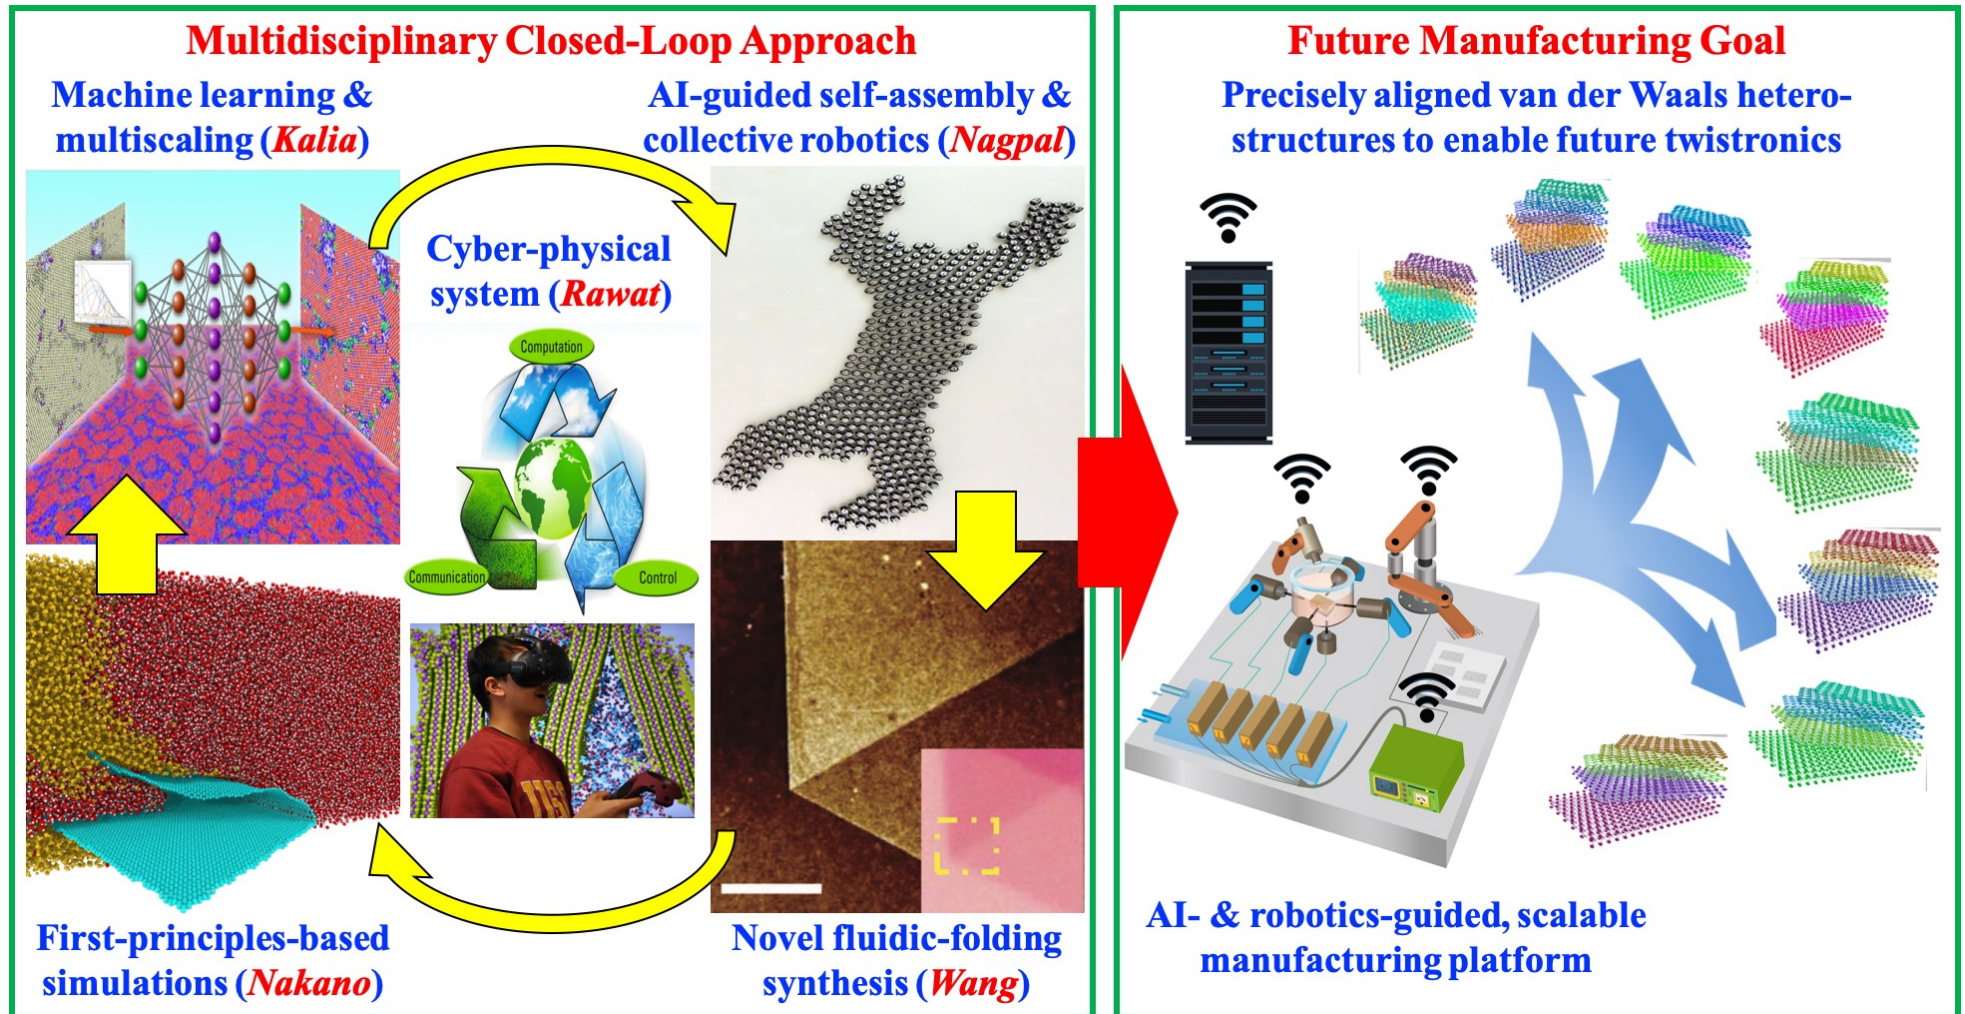 Multidisciplinary Closed-Loop Approach
Machine learning &
multiscaling (Kalia)
AI-guided self-assembly &
collective robotics (Nagpal)
Cyber-physical
system (Rawat)
Computation
Communication
Control
First-principles-based
simulations (Nakano)
Novel fluidic-folding
synthesis (Wang)
Future Manufacturing Goal
Precisely aligned van der Waals hetero-
structures to enable future twistronics
AI- & robotics-guided, scalable
manufacturing platform